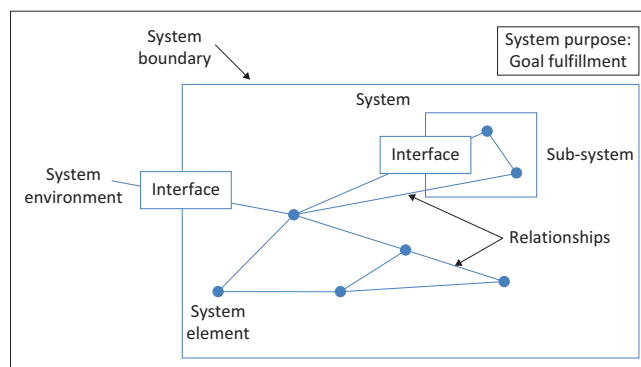 System
boundary
System purpose:
Goal fulfillment
System
Interface
Sub-system
System
environment
Interface
Relationships
System
element